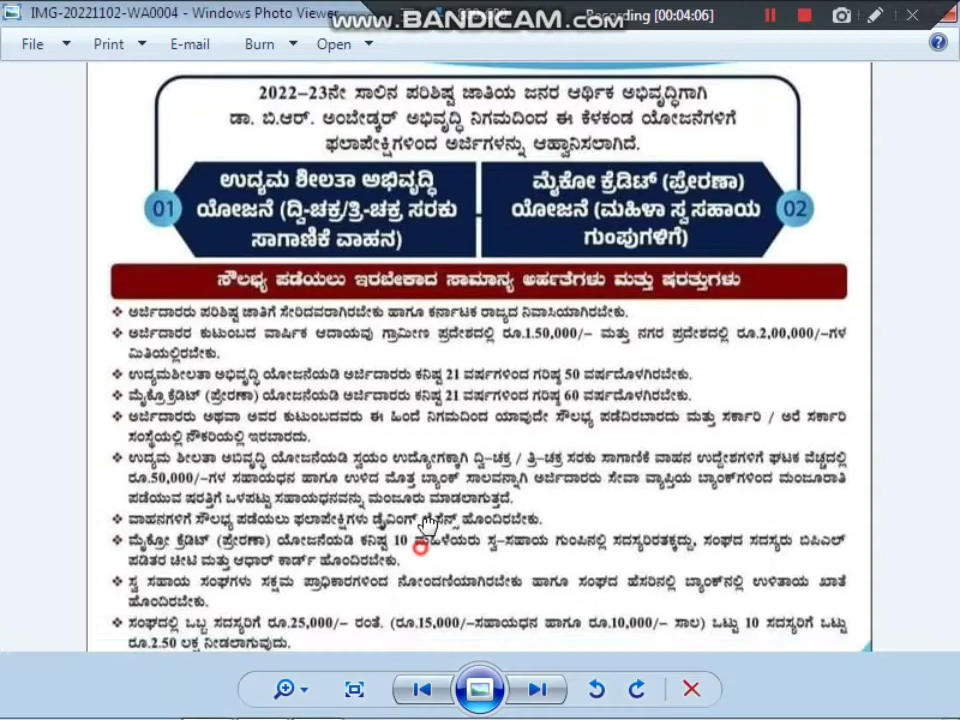 IMG-20221102-WA0004 - Windows Photo Viewer
www.BANDICAM.com
Recording [00:04:06]
File Print E-mail Burn Open
2022-23ನೇ ಸಾಲಿನ ಪರಿಶಿಷ್ಟ ಜಾತಿಯ ಜನರ ಆರ್ಥಿಕ ಅಭಿವೃದ್ಧಿಗಾಗಿ
ಡಾ. ಬಿ.ಆರ್. ಅಂಬೇಡ್ಕರ್ ಅಭಿವೃದ್ಧಿ ನಿಗಮದಿಂದ ಈ ಕೆಳಕಂಡ ಯೋಜನೆಗಳಿಗೆ
ಫಲಾಪೇಕ್ಷಿಗಳಿಂದ ಅರ್ಜಿಗಳನ್ನು ಆಹ್ವಾನಿಸಲಾಗಿದೆ.
01
ಉದ್ಯಮ ಶೀಲತಾ ಅಭಿವೃದ್ಧಿ
ಯೋಜನೆ (ದ್ವಿ-ಚಕ್ರ/ತ್ರಿ-ಚಕ್ರ ಸರಕು
ಸಾಗಾಣಿಕೆ ವಾಹನ)
ಮೈಕೋ ಕ್ರೆಡಿಟ್ (ಪ್ರೇರಣಾ)
ಯೋಜನೆ (ಮಹಿಳಾ ಸ್ವಸಹಾಯ
ಗುಂಪುಗಳಿಗೆ)
02
ಸೌಲಭ್ಯ ಪಡೆಯಲು ಇರಬೇಕಾದ ಸಾಮಾನ್ಯ ಅರ್ಹತೆಗಳು ಮತ್ತು ಷರತ್ತುಗಳು
❖ ಅರ್ಜಿದಾರರು ಪರಿಶಿಷ್ಟ ಜಾತಿಗೆ ಸೇರಿದವರಾಗಿರಬೇಕು ಹಾಗೂ ಕರ್ನಾಟಕ ರಾಜ್ಯದ ನಿವಾಸಿಯಾಗಿರಬೇಕು.
❖ ಅರ್ಜಿದಾರರ ಕುಟುಂಬದ ವಾರ್ಷಿಕ ಆದಾಯವು ಗ್ರಾಮೀಣ ಪ್ರದೇಶದಲ್ಲಿ ರೂ.1.50,000/- ಮತ್ತು ನಗರ ಪ್ರದೇಶದಲ್ಲಿ ರೂ.2,00,000/-ಗಳ
ಮಿತಿಯಲ್ಲಿರಬೇಕು.
❖ ಉದ್ಯಮಶೀಲತಾ ಅಭಿವೃದ್ಧಿ ಯೋಜನೆಯಡಿ ಅರ್ಜಿದಾರರು ಕನಿಷ್ಟ 21 ವರ್ಷಗಳಿಂದ ಗರಿಷ್ಠ 50 ವರ್ಷದೊಳಗಿರಬೇಕು.
❖ ಮೈಕ್ರೊಕ್ರೆಡಿಟ್ (ಪ್ರೇರಣಾ) ಯೋಜನೆಯಡಿ ಅರ್ಜಿದಾರರು ಕನಿಷ್ಟ 21 ವರ್ಷಗಳಿಂದ ಗರಿಷ್ಠ 60 ವರ್ಷದೊಳಗಿರಬೇಕು.
❖ ಅರ್ಜಿದಾರರು ಅಥವಾ ಅವರ ಕುಟುಂಬದವರು ಈ ಹಿಂದೆ ನಿಗಮದಿಂದ ಯಾವುದೇ ಸೌಲಭ್ಯ ಪಡೆದಿರಬಾರದು ಮತ್ತು ಸರ್ಕಾರಿ / ಅರೆ ಸರ್ಕಾರಿ
ಸಂಸ್ಥೆಯಲ್ಲಿ ನೌಕರಿಯಲ್ಲಿ ಇರಬಾರದು.
❖ ಉದ್ಯಮ ಶೀಲತಾ ಅಬಿವೃದ್ಧಿ ಯೋಜನೆಯಡಿ ಸ್ವಯಂ ಉದ್ಯೋಗಕ್ಕಾಗಿ ದ್ವಿ-ಚಕ್ರ / ತ್ರಿ-ಚಕ್ರ ಸರಕು ಸಾಗಾಣಿಕೆ ವಾಹನ ಉದ್ದೇಶಗಳಿಗೆ ಘಟಕ ವೆಚ್ಚದಲ್ಲಿ
ರೂ.50,000/-ಗಳ ಸಹಾಯಧನ ಹಾಗೂ ಉಳಿದ ಮೊತ್ತ ಬ್ಯಾಂಕ್ ಸಾಲವನ್ನಾಗಿ ಅರ್ಜಿದಾರರು ಸೇವಾ ವ್ಯಾಪ್ತಿಯ ಬ್ಯಾಂಕ್‌ಗಳಿಂದ ಮಂಜೂರಾತಿ
ಪಡೆಯುವ ಷರತ್ತಿಗೆ ಒಳಪಟ್ಟು ಸಹಾಯಧನವನ್ನು ಮಂಜೂರು ಮಾಡಲಾಗುತ್ತದೆ.
❖ ವಾಹನಗಳಿಗೆ ಸೌಲಭ್ಯ ಪಡೆಯಲು ಫಲಾಪೇಕ್ಷಿಗಳು ಡ್ರೈವಿಂಗ್ ಲೈಸೆನ್ಸ್ ಹೊಂದಿರಬೇಕು.
❖ ಮೈಕ್ರೋ ಕ್ರೆಡಿಟ್ (ಪ್ರೇರಣಾ) ಯೋಜನೆಯಡಿ ಕನಿಷ್ಟ 10 ಮಹಿಳೆಯರು ಸ್ವ-ಸಹಾಯ ಗುಂಪಿನಲ್ಲಿ ಸದಸ್ಯರಿರತಕ್ಕದ್ದು, ಸಂಘದ ಸದಸ್ಯರು ಬಿಪಿಎಲ್
ಪಡಿತರ ಚೀಟಿ ಮತ್ತು ಆಧಾರ್ ಕಾರ್ಡ್ ಹೊಂದಿರಬೇಕು.
❖ ಸ್ವ ಸಹಾಯ ಸಂಘಗಳು ಸಕ್ಷಮ ಪ್ರಾಧಿಕಾರಗಳಿಂದ ನೋಂದಣಿಯಾಗಿರಬೇಕು ಹಾಗೂ ಸಂಘದ ಹೆಸರಿನಲ್ಲಿ ಬ್ಯಾಂಕ್‌ನಲ್ಲಿ ಉಳಿತಾಯ ಖಾತೆ
ಹೊಂದಿರಬೇಕು.
❖ ಸಂಘದಲ್ಲಿ ಒಬ್ಬ ಸದಸ್ಯರಿಗೆ ರೂ.25,000/- ರಂತೆ. (ರೂ.15,000/-ಸಹಾಯಧನ ಹಾಗೂ ರೂ.10,000/- ಸಾಲ) ಒಟ್ಟು 10 ಸದಸ್ಯರಿಗೆ ಒಟ್ಟು
ರೂ.2.50 ಲಕ್ಷ ನೀಡಲಾಗುವುದು.